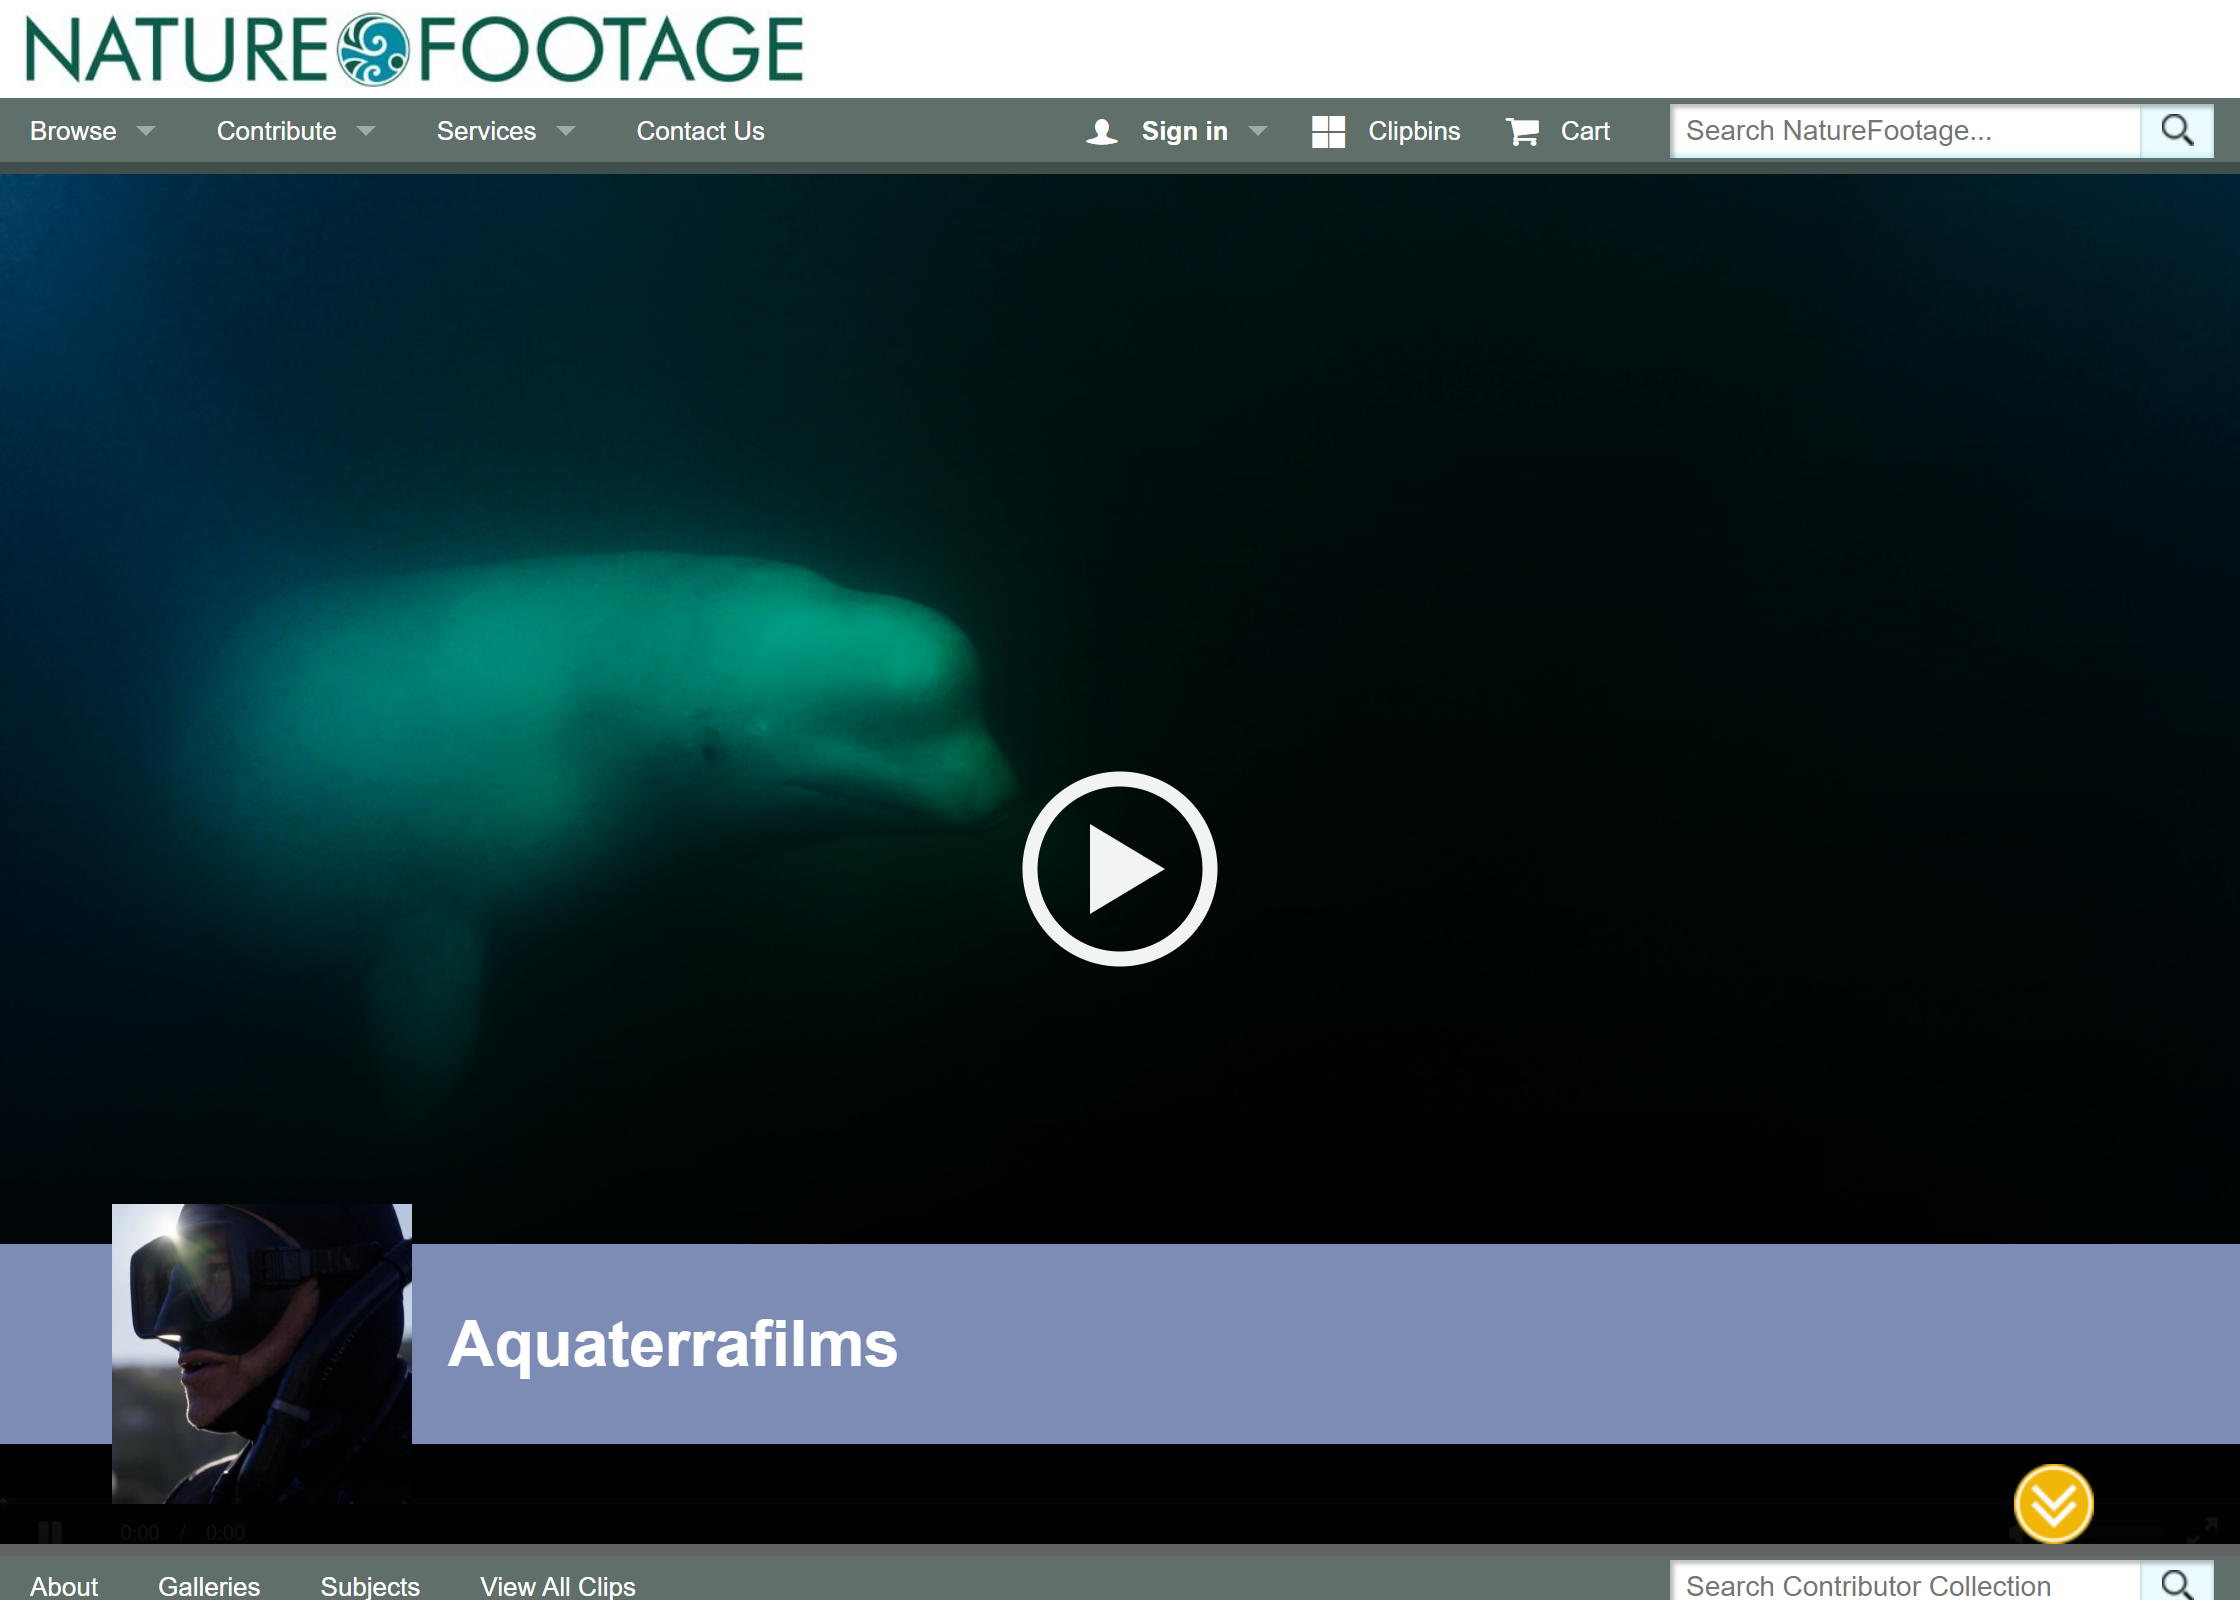 NATURE FOOTAGE
Browse Contribute Services Contact Us Sign in Clipbins Cart Search NatureFootage...
Aquaterrafilms
0:00 / 0:00
About Galleries Subjects View All Clips Search Contributor Collection